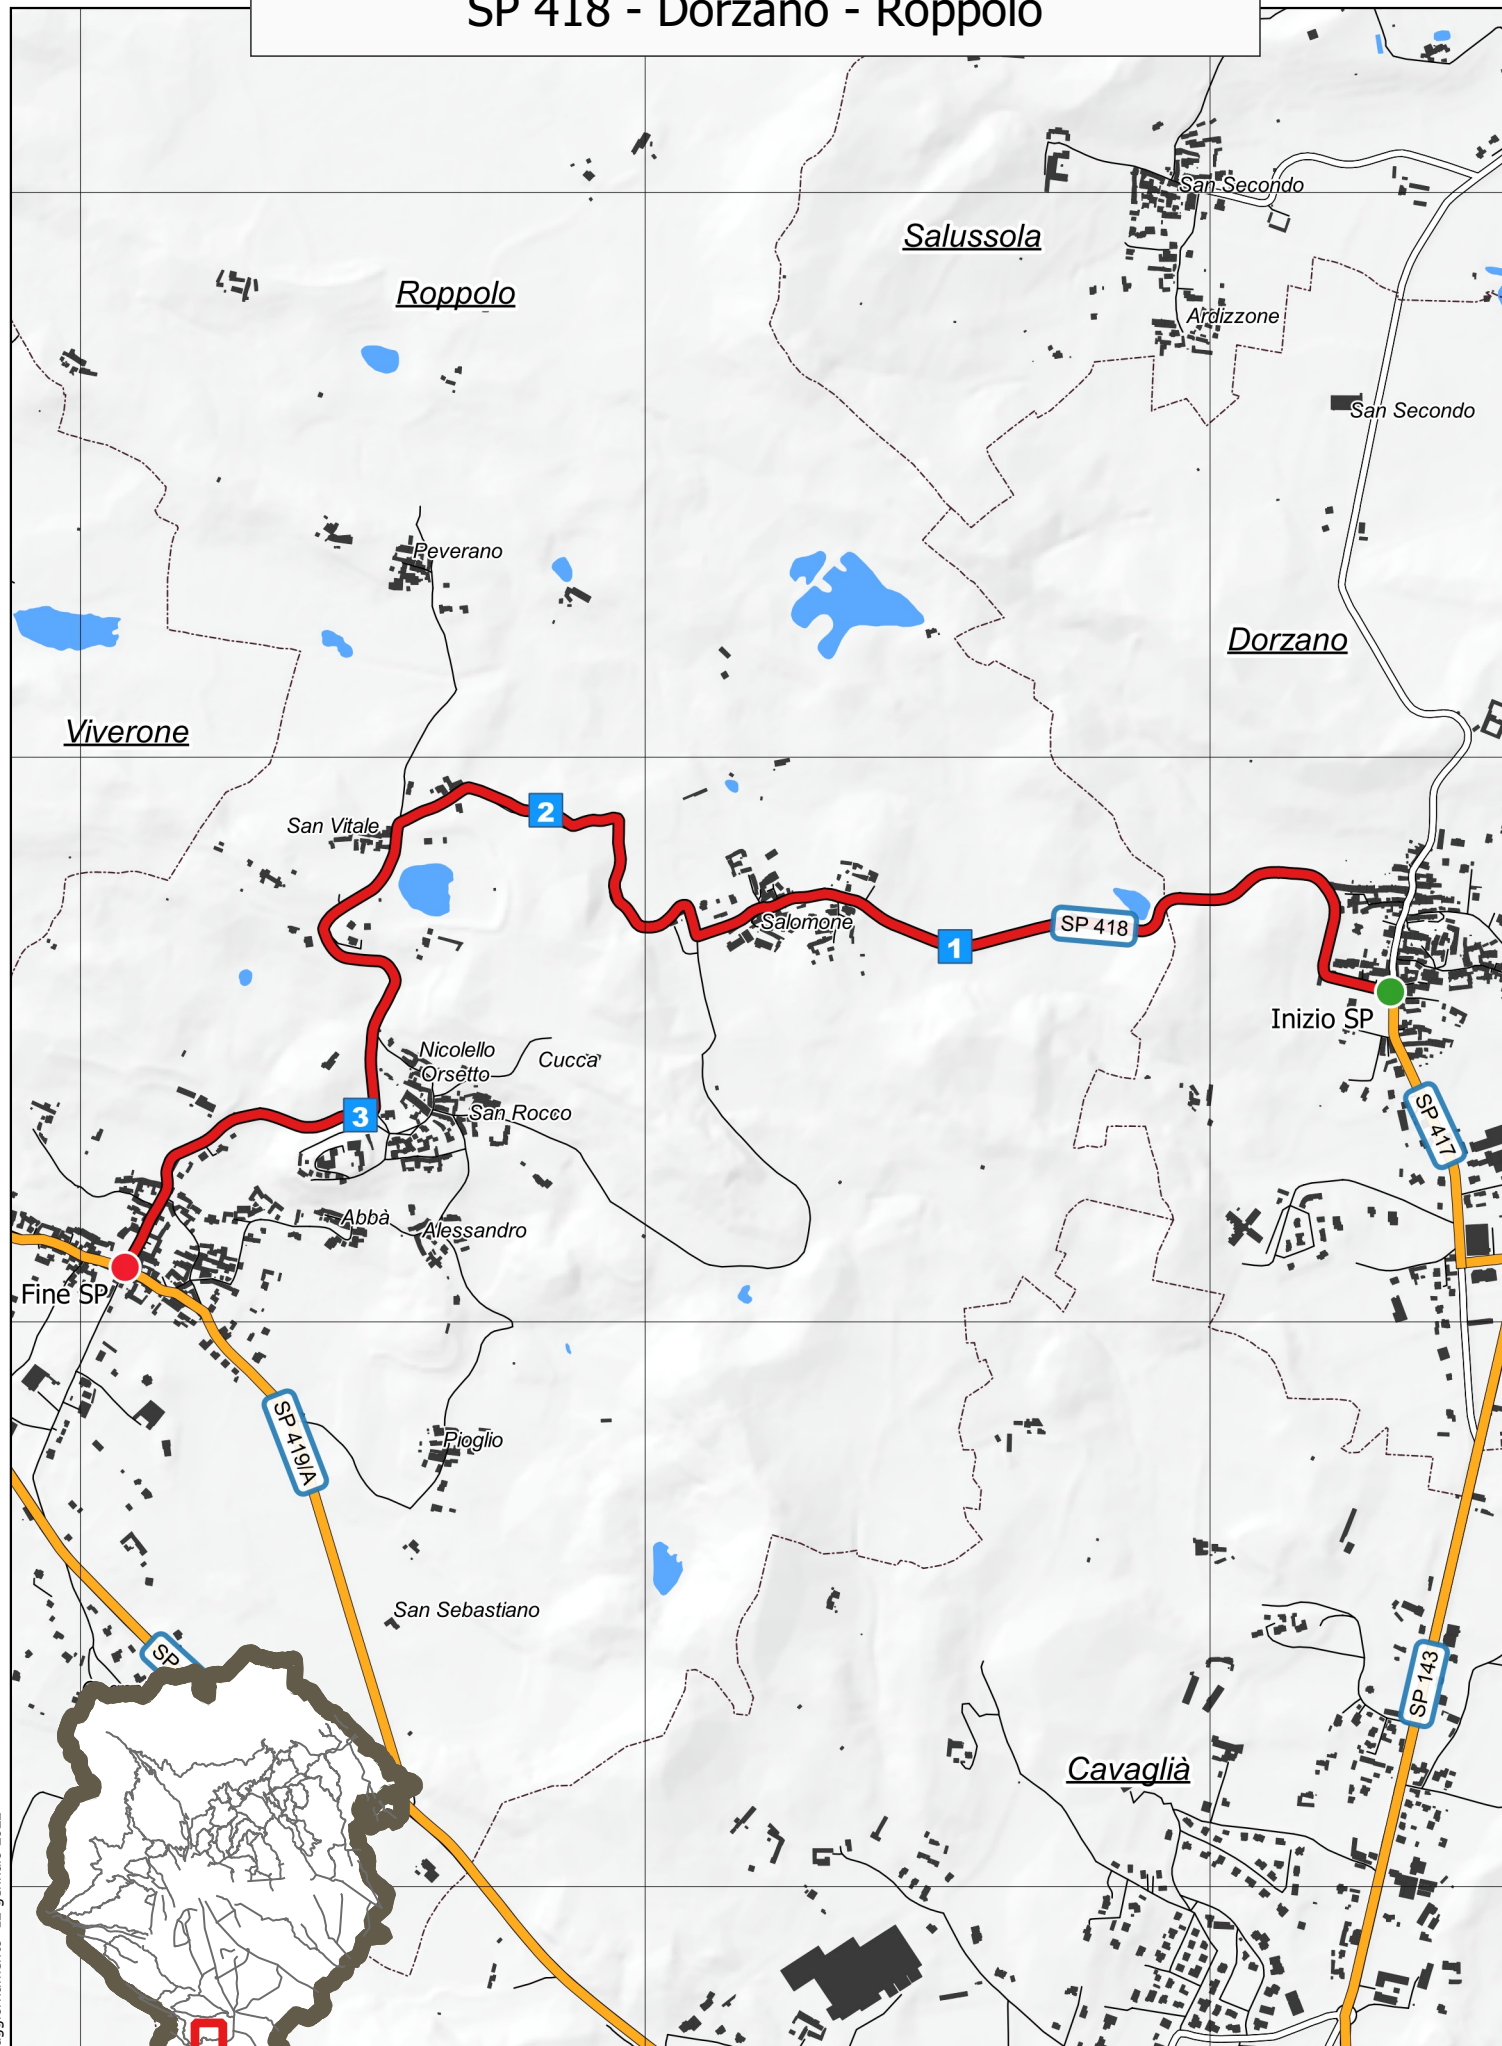 SP 418 - Dorzano - Roppolo
San Secondo
Salussola
Roppolo
Ardizzone
San Secondo
Peverano
Dorzano
Viverone
2
San Vitale
Salomone
SP 418
1
Inizio SP
Nicolello
Orsetto
Cucca
San Rocco
3
SP 417
Abbà
Alessandro
Fine SP
SP 419/A
Pioglio
San Sebastiano
SP
SP 143
Cavaglià